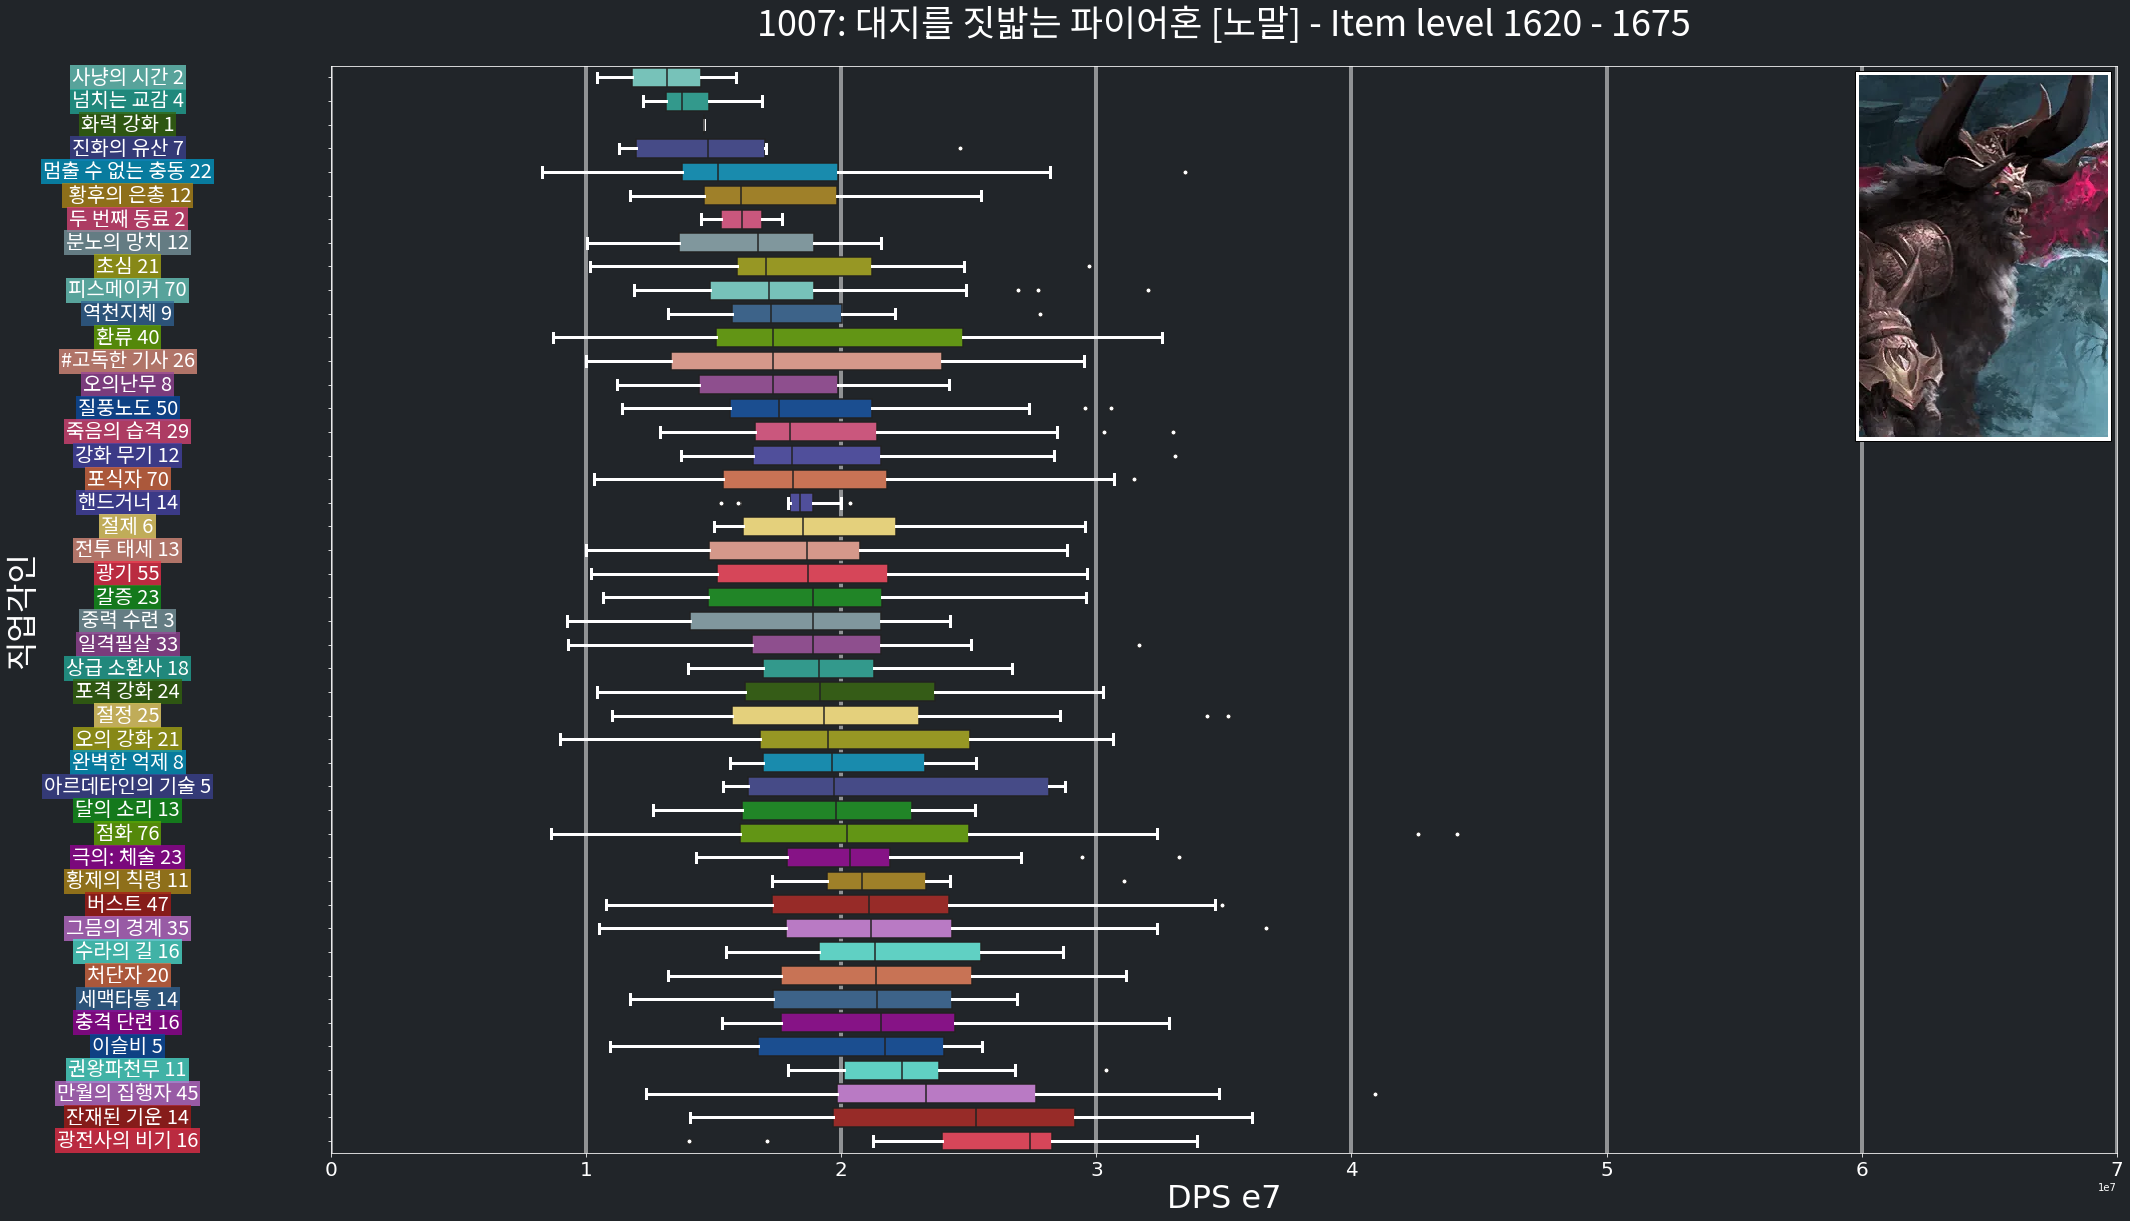 1007: 대지를 짓밟는 파이어혼 [노말] - Item level 1620 - 1675
사냥의 시간 2
넘치는 교감 4
화력 강화 1
진화의 유산 7
멈출 수 없는 충동 22
황후의 은총 12
두 번째 동료 2
분노의 망치 12
초심 21
피스메이커 70
역천지체 9
환류 40
#고독한 기사 26
오의난무 8
질풍노도 50
죽음의 습격 29
강화 무기 12
포식자 70
핸드거너 14
절제 6
전투 태세 13
광기 55
갈증 23
중력 수련 3
일격필살 33
상급 소환사 18
포격 강화 24
절정 25
오의 강화 21
완벽한 억제 8
아르데타인의 기술 5
달의 소리 13
점화 76
극의: 체술 23
황제의 칙령 11
버스트 47
그믐의 경계 35
수라의 길 16
처단자 20
세맥타통 14
충격 단련 16
이슬비 5
권왕파천무 11
만월의 집행자 45
잔재된 기운 14
광전사의 비기 16
직업각인
0 1 2 3 4 5 6 7
1e7
DPS e7